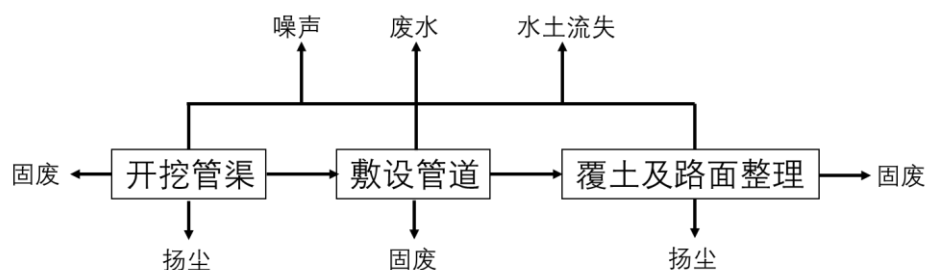 噪声 废水 水土流失
固废 开挖管渠 敷设管道 覆土及路面整理 固废
扬尘 固废 扬尘